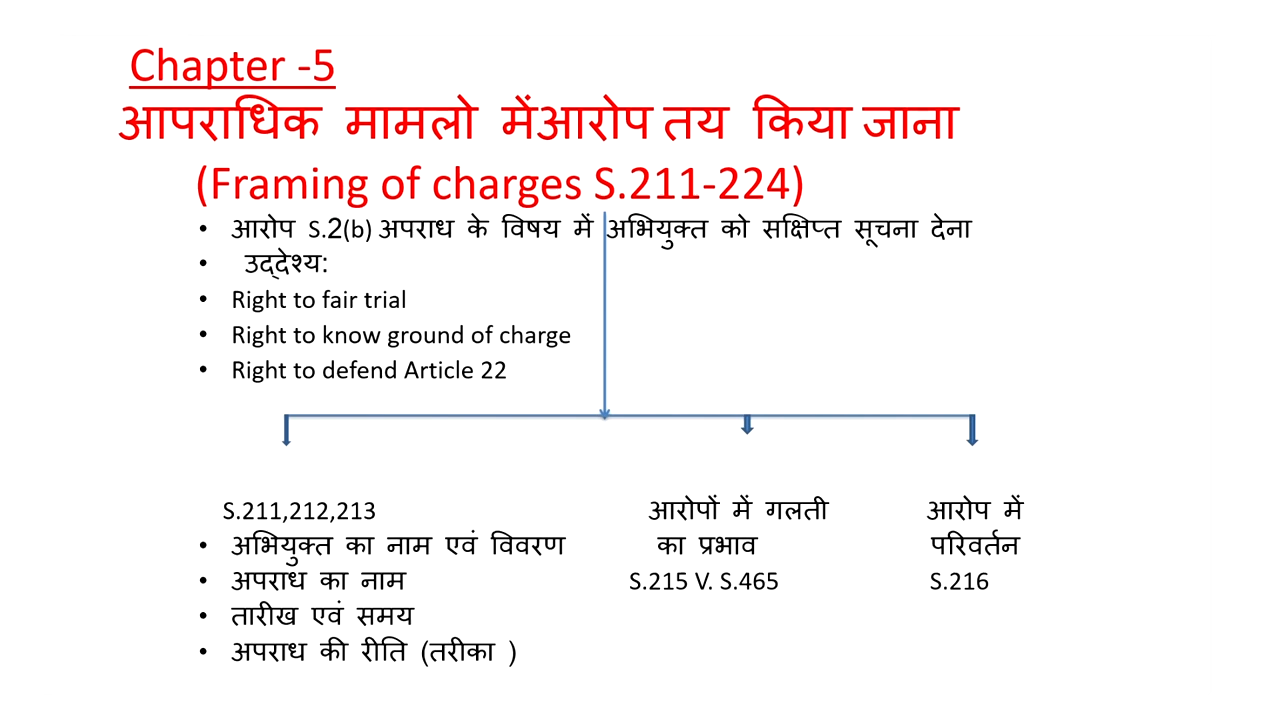 Chapter -5
आपराधिक मामलो मेंआरोप तय किया जाना
(Framing of charges S.211-224)
• आरोप S.2(b) अपराध के विषय में अभियुक्त को सक्षिप्त सूचना देना
• उद्देश्य:
• Right to fair trial
• Right to know ground of charge
• Right to defend Article 22
S.211,212,213 आरोपों में गलती आरोप में
• अभियुक्त का नाम एवं विवरण का प्रभाव परिवर्तन
• अपराध का नाम S.215 V. S.465 S.216
• तारीख एवं समय
• अपराध की रीति (तरीका )